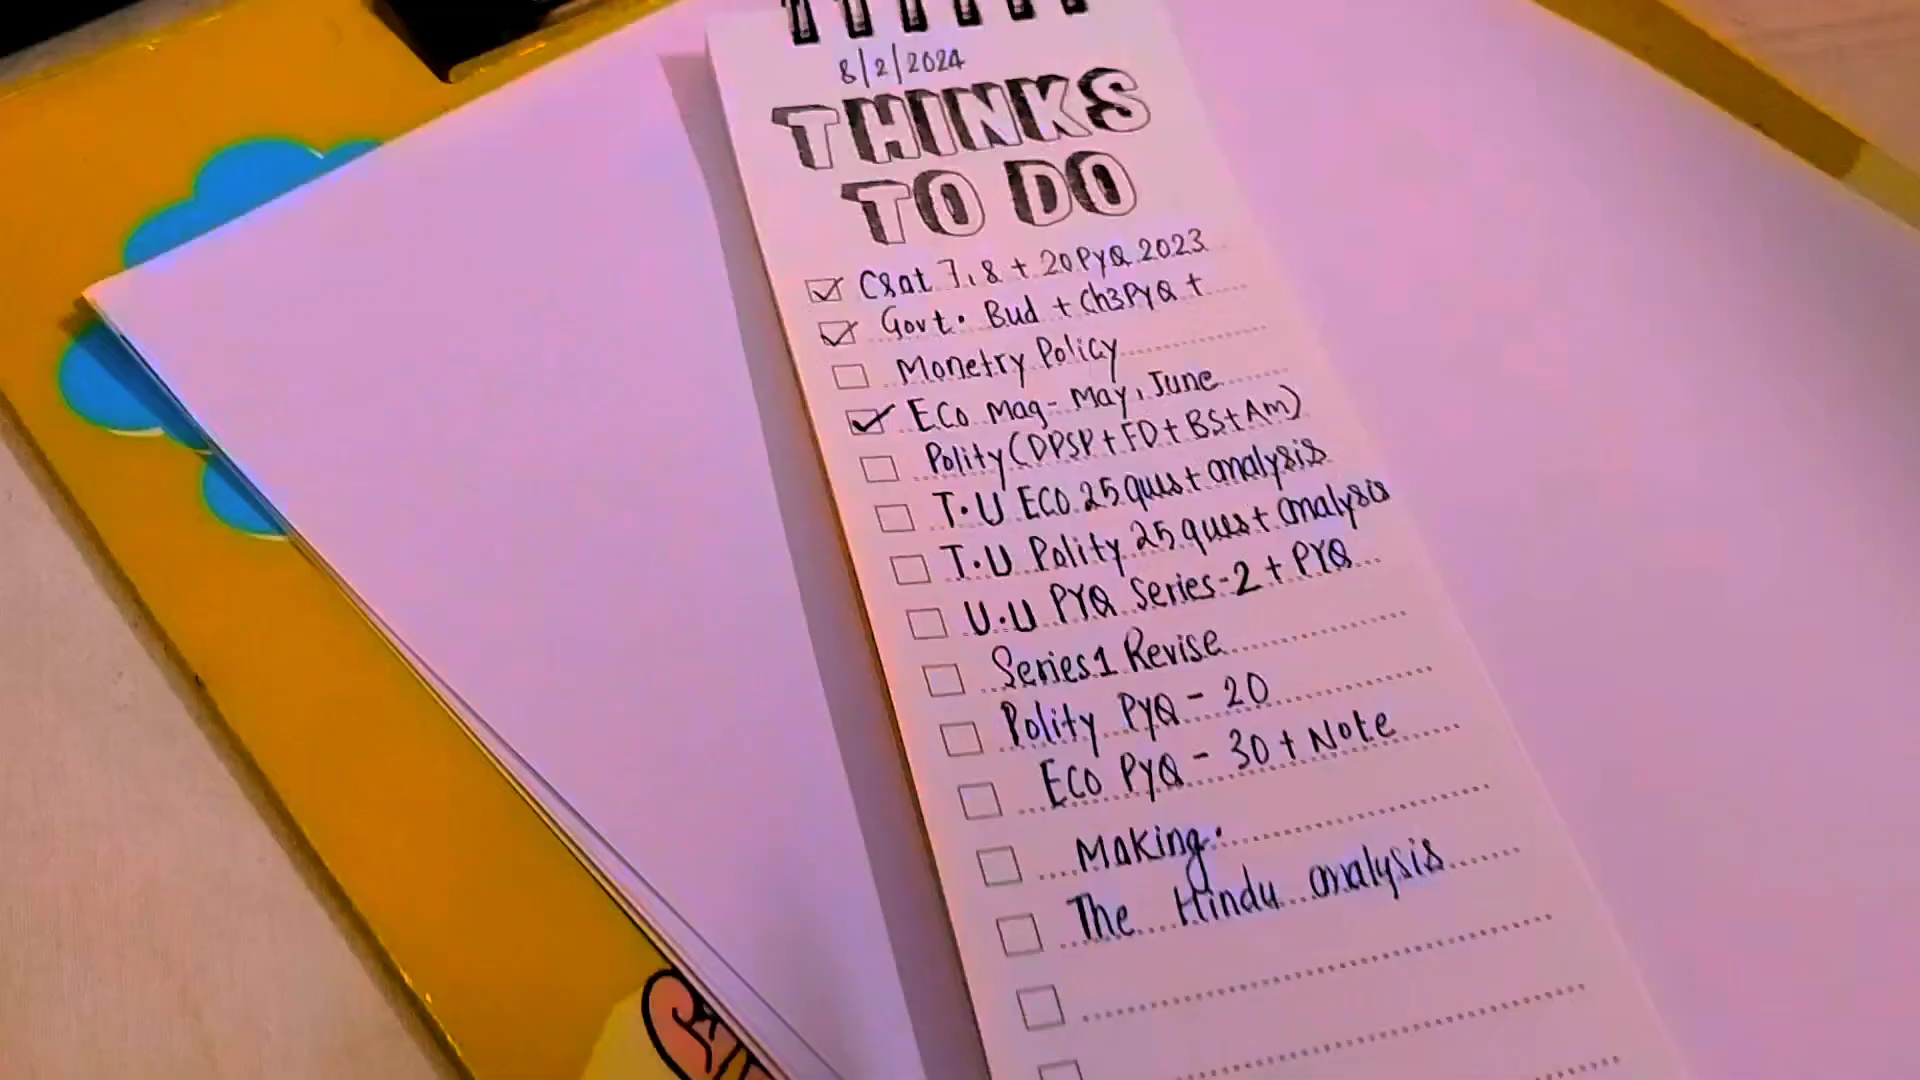 8/2/2024
THINKS
TO DO
Csat 7,8 + 20 PYQ 2023
Govt. Bud + Ch3PYQ +
Monetry Policy
Eco Mag - May, June
Polity (DPSP + FD + BS + Am)
T.U ECO 25 ques + analysis
T.U Polity 25 ques + analysis
U.U PYQ Series-2 + PYQ
Series 1 Revise
Polity PYQ - 20
Eco PYQ - 30 + Note
Making.
The Hindu analysis